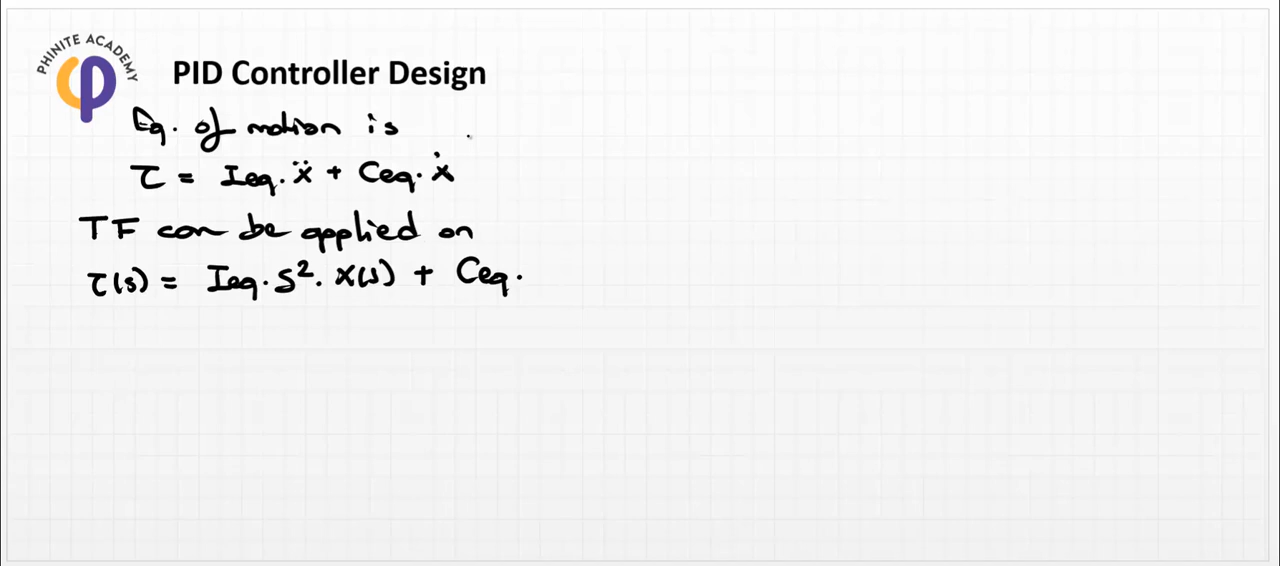 PHINITE ACADEMY
PID Controller Design
Eq. of motion is
τ = Ieq. ẍ + Ceq. ẋ
TF can be applied on
τ(s) = Ieq. s². x(s) + Ceq.